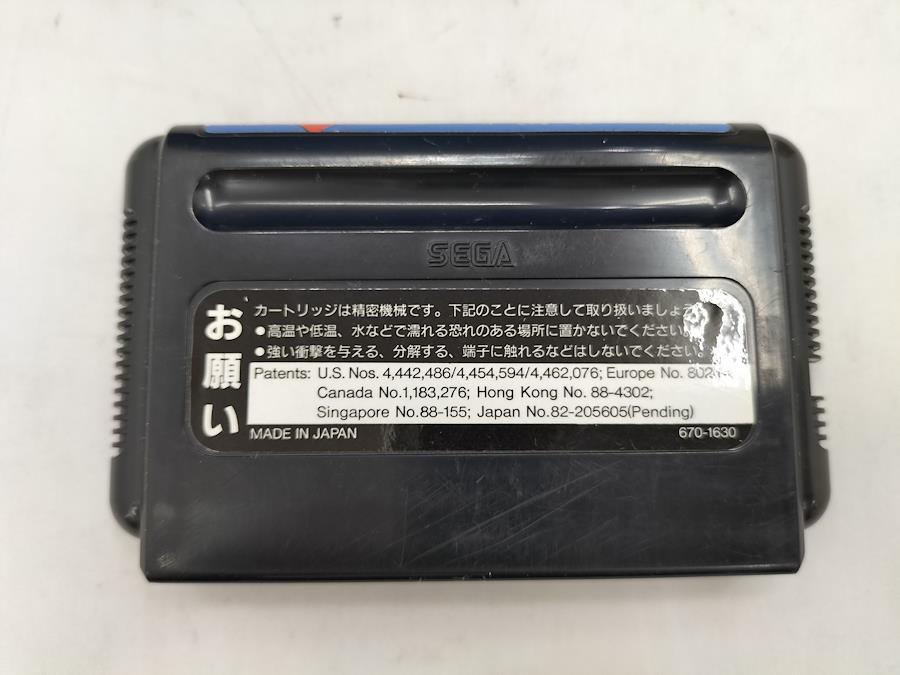 SEGA
お願い
カートリッジは精密機械です。下記のことに注意して取り扱いましょ
●高温や低温、水などで濡れる恐れのある場所に置かないでください。
●強い衝撃を与える、分解する、端子に触れるなどはしないでください。
Patents: U.S. Nos. 4,442,486/4,454,594/4,462,076; Europe No.
Canada No.1,183,276; Hong Kong No. 88-4302;
Singapore No.88-155; Japan No.82-205605(Pending)
MADE IN JAPAN 670-1630